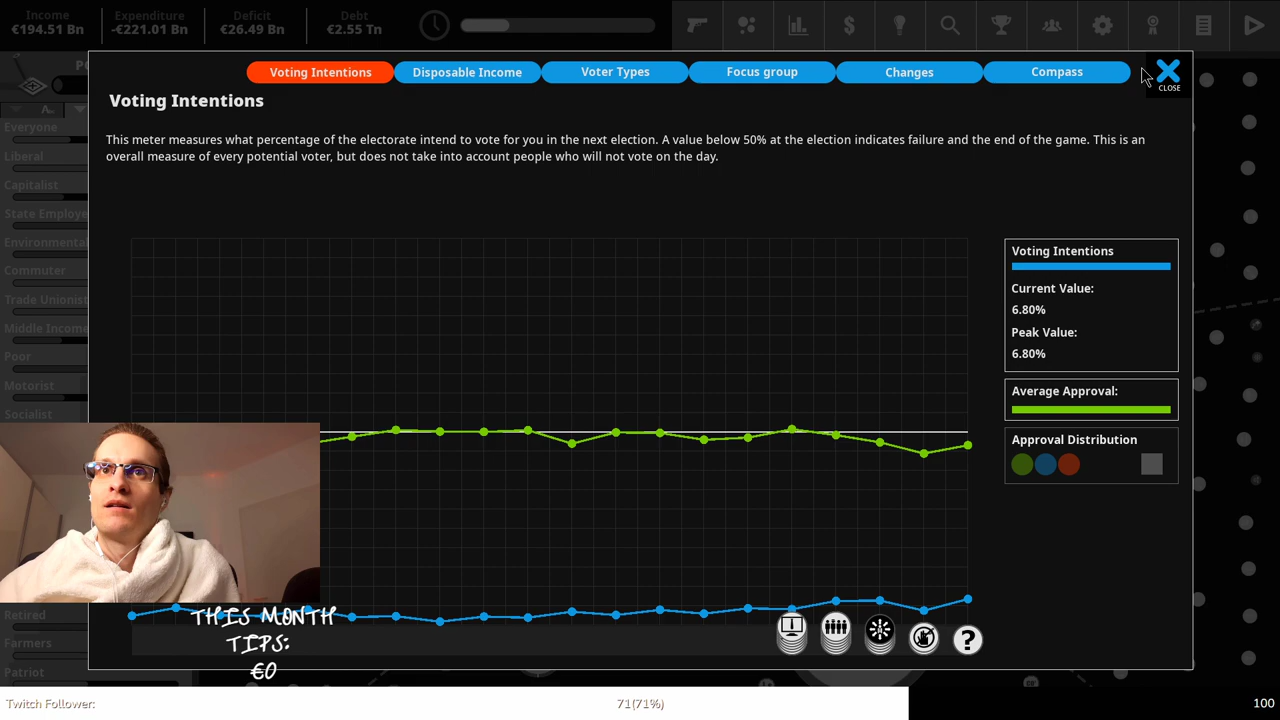 Income
€194.51 Bn
Expenditure
-€221.01 Bn
Deficit
€26.49 Bn
Debt
€2.55 Tn
Voting Intentions
Disposable Income
Voter Types
Focus group
Changes
Compass
CLOSE
Voting Intentions
This meter measures what percentage of the electorate intend to vote for you in the next election. A value below 50% at the election indicates failure and the end of the game. This is an
overall measure of every potential voter, but does not take into account people who will not vote on the day.
Everyone
Liberal
Capitalist
State Employe
Environmental
Commuter
Trade Unionist
Middle Income
Poor
Motorist
Socialist
Retired
Farmers
Patriot
Voting Intentions
Current Value:
6.80%
Peak Value:
6.80%
Average Approval:
Approval Distribution
?
THIS MONTH
TIPS:
€0
Twitch Follower:
71(71%)
100